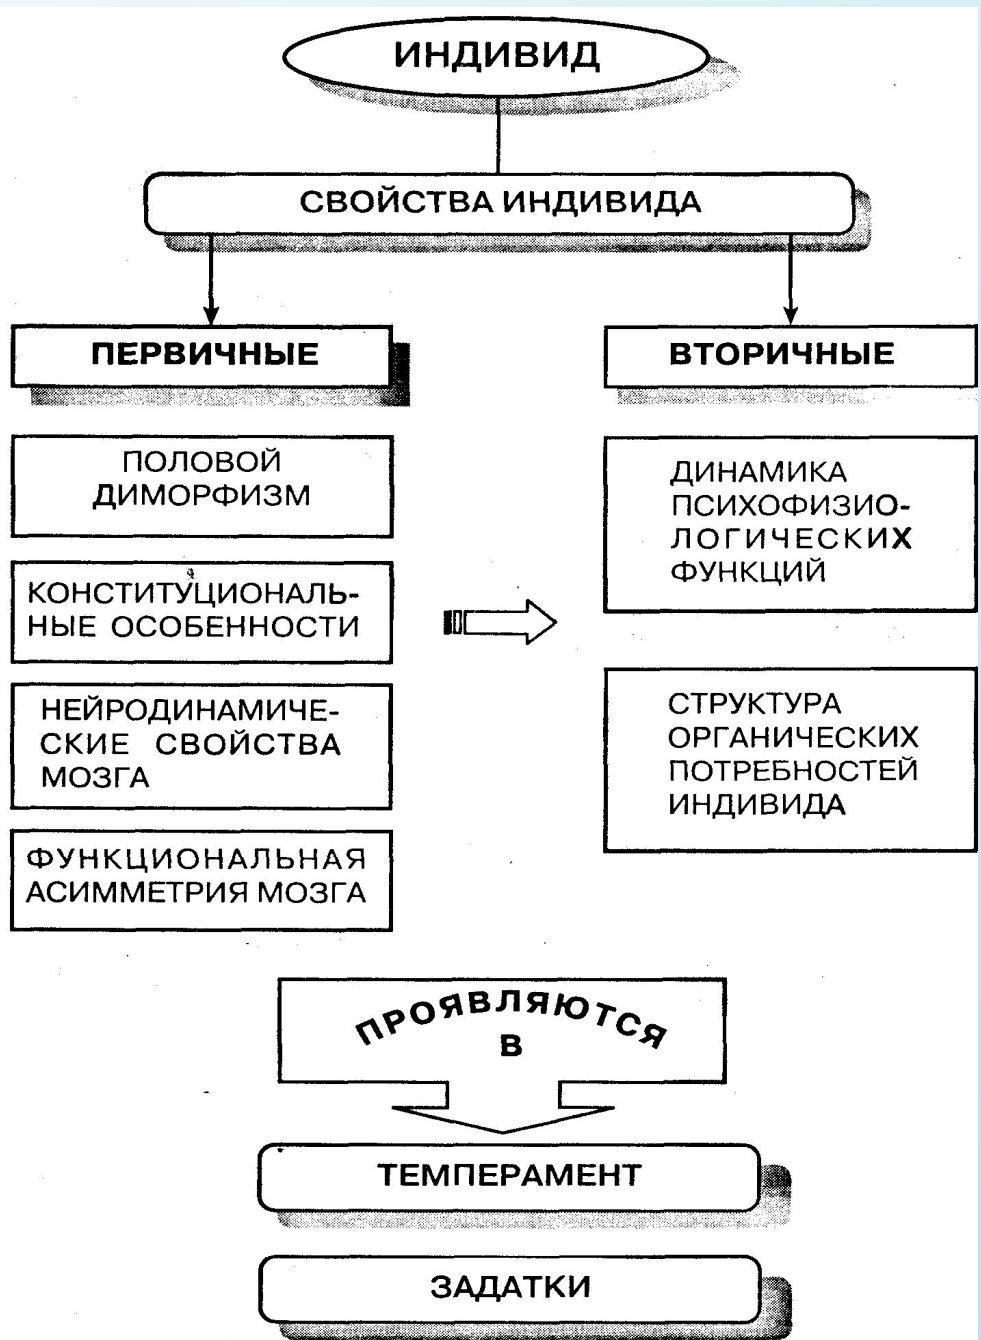 ИНДИВИД
СВОЙСТВА ИНДИВИДА
ПЕРВИЧНЫЕ
ВТОРИЧНЫЕ
ПОЛОВОЙ
ДИМОРФИЗМ
КОНСТИТУЦИОНАЛЬ-
НЫЕ ОСОБЕННОСТИ
НЕЙРОДИНАМИЧЕ-
СКИЕ СВОЙСТВА
МОЗГА
ФУНКЦИОНАЛЬНАЯ
АСИММЕТРИЯ МОЗГА
ДИНАМИКА
ПСИХОФИЗИО-
ЛОГИЧЕСКИХ
ФУНКЦИЙ
СТРУКТУРА
ОРГАНИЧЕСКИХ
ПОТРЕБНОСТЕЙ
ИНДИВИДА
ПРОЯВЛЯЮТСЯ
В
ТЕМПЕРАМЕНТ
ЗАДАТКИ